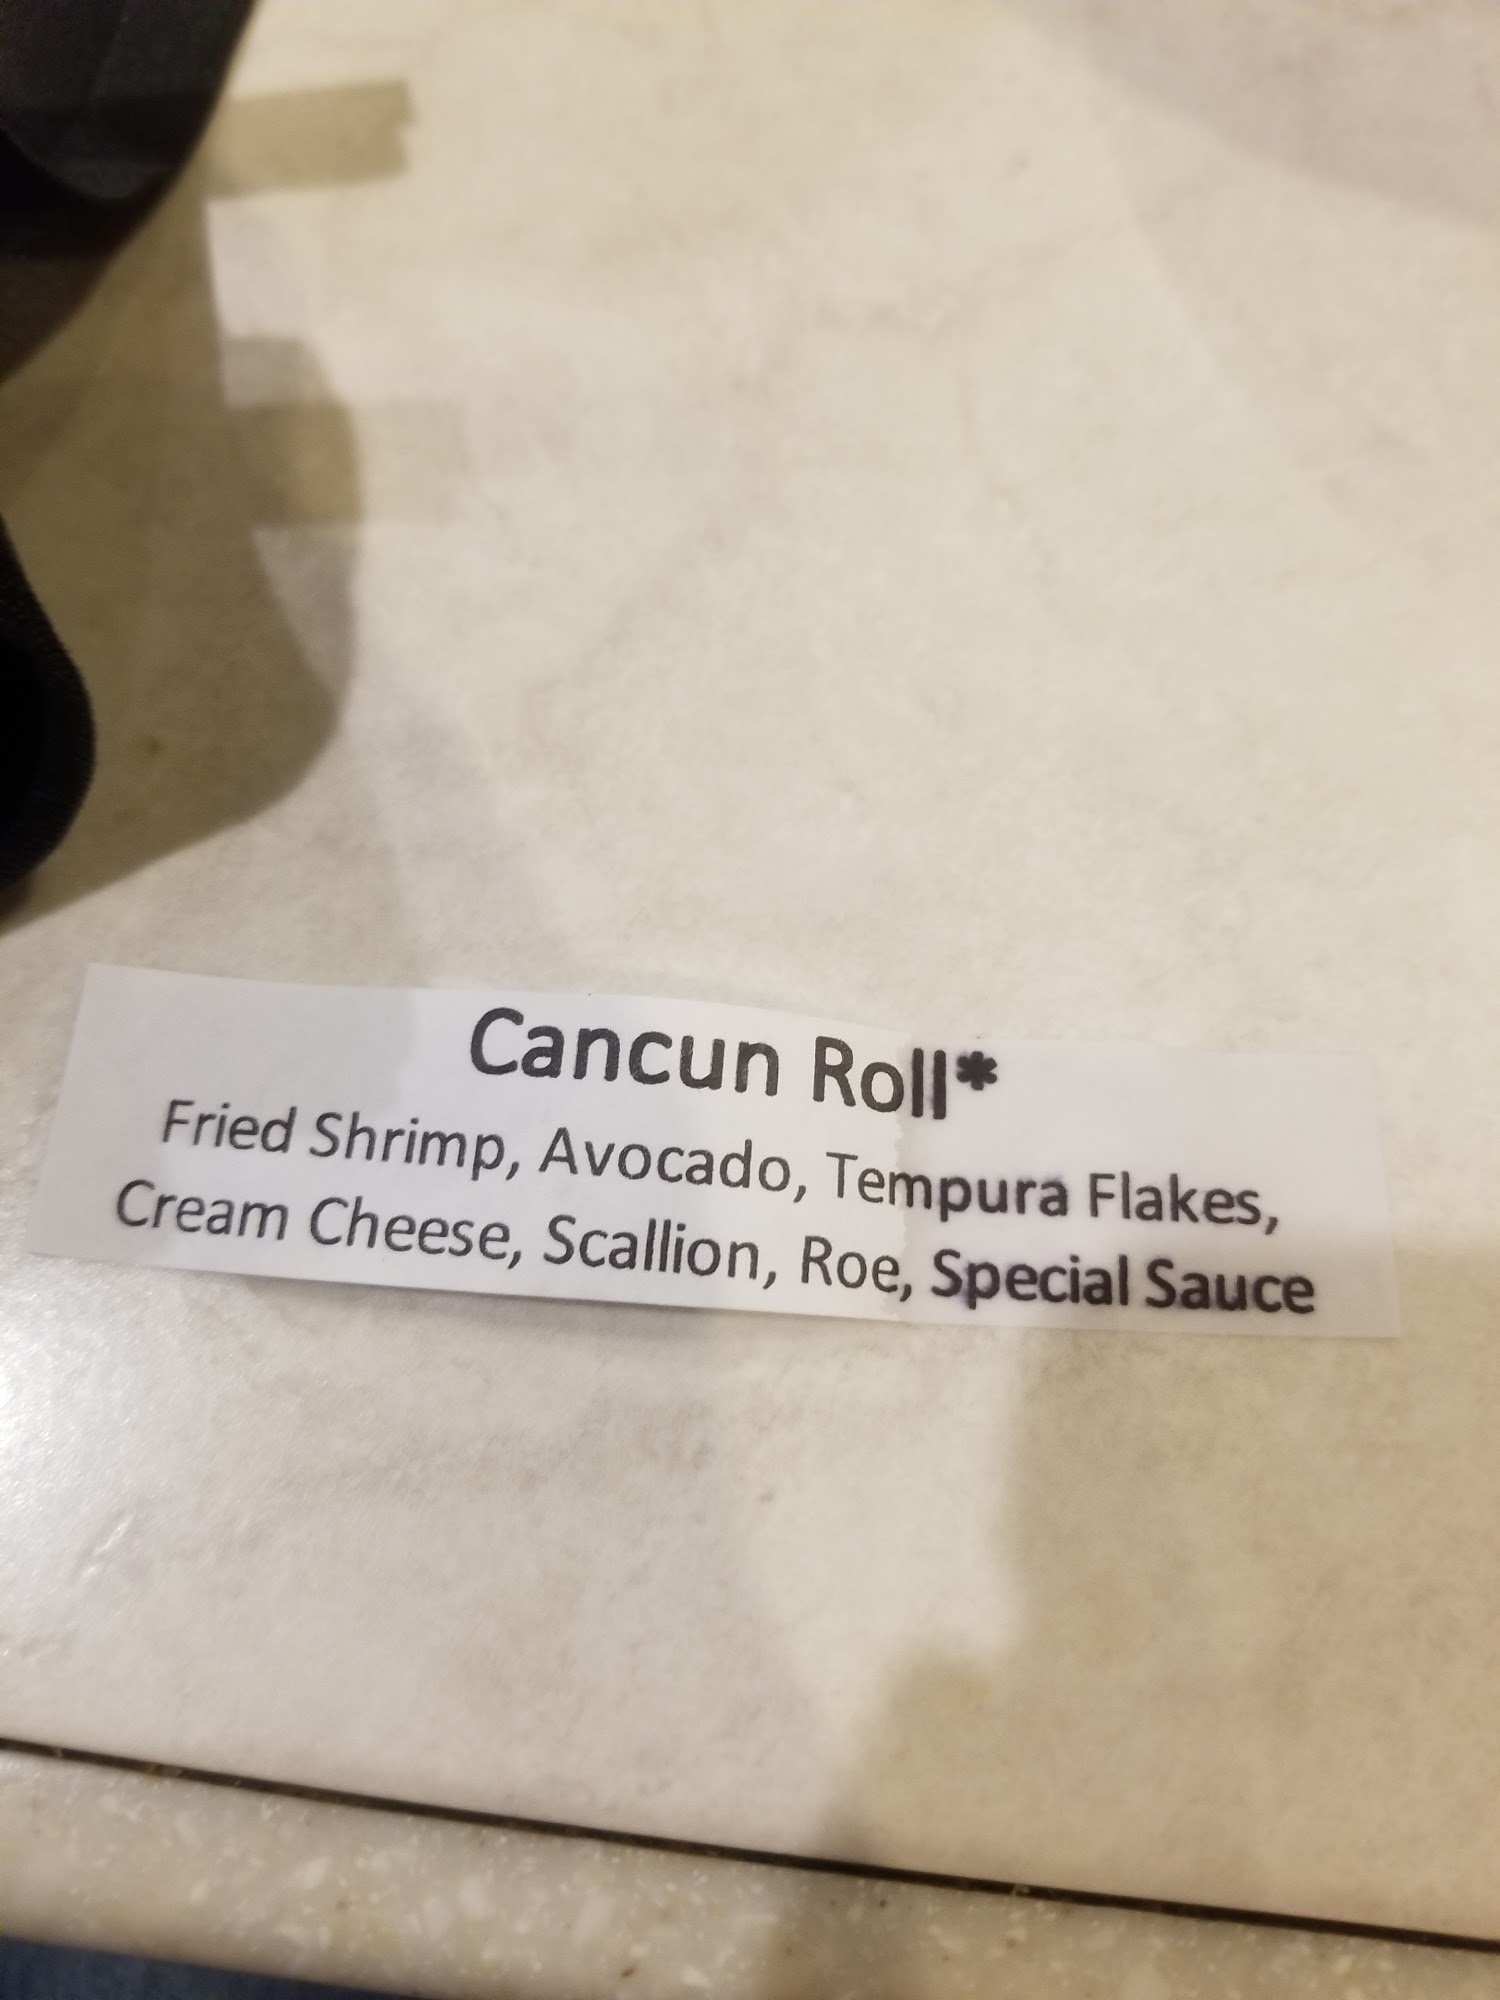 Cancun Roll*
Fried Shrimp, Avocado, Tempura Flakes,
Cream Cheese, Scallion, Roe, Special Sauce